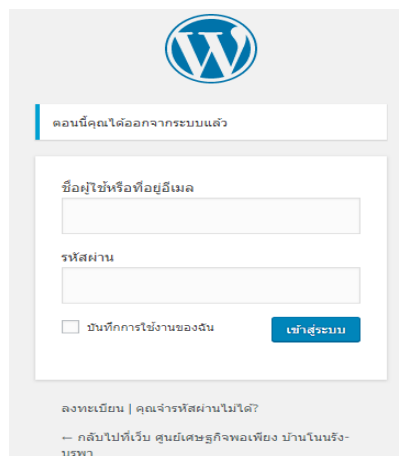 ตอนนี้คุณได้ออกจากระบบแล้ว
ชื่อผู้ใช้หรือที่อยู่อีเมล
รหัสผ่าน
บันทึกการใช้งานของฉัน
เข้าสู่ระบบ
ลงทะเบียน | คุณจำรหัสผ่านไม่ได้?
← กลับไปที่เว็บ ศูนย์เศรษฐกิจพอเพียง บ้านโนนรัง-
บูรพา